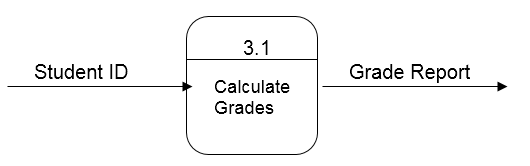 3.1
Student ID
Calculate
Grades
Grade Report